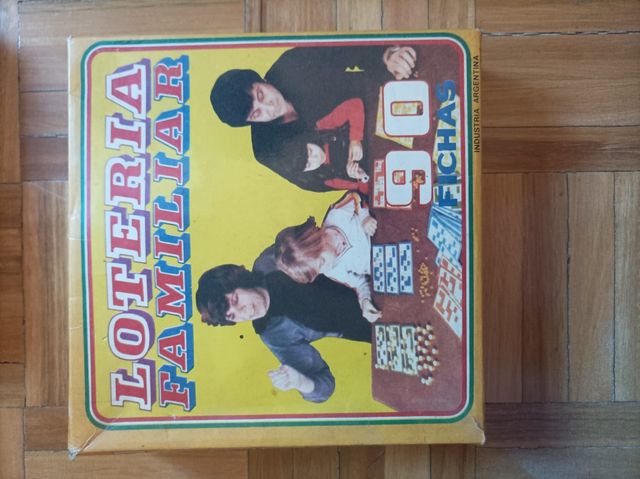 LOTERIA
FAMILIAR
90
FICHAS
INDUSTRIA ARGENTINA